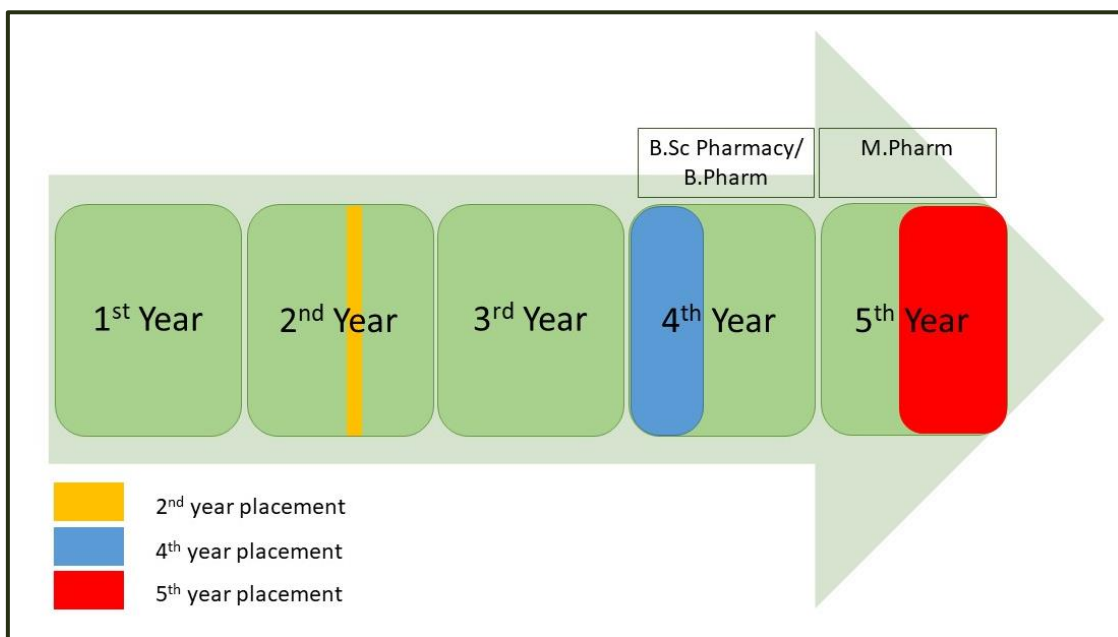 B.Sc Pharmacy/
B.Pharm
M.Pharm
1st Year
2nd Year
3rd Year
4th Year
5th Year
2nd year placement
4th year placement
5th year placement